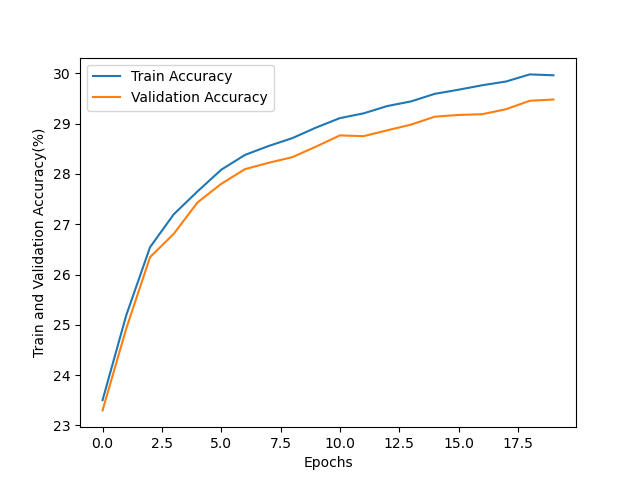 Train Accuracy
Validation Accuracy
Train and Validation Accuracy(%)
30
29
28
27
26
25
24
23
0.0 2.5 5.0 7.5 10.0 12.5 15.0 17.5
Epochs